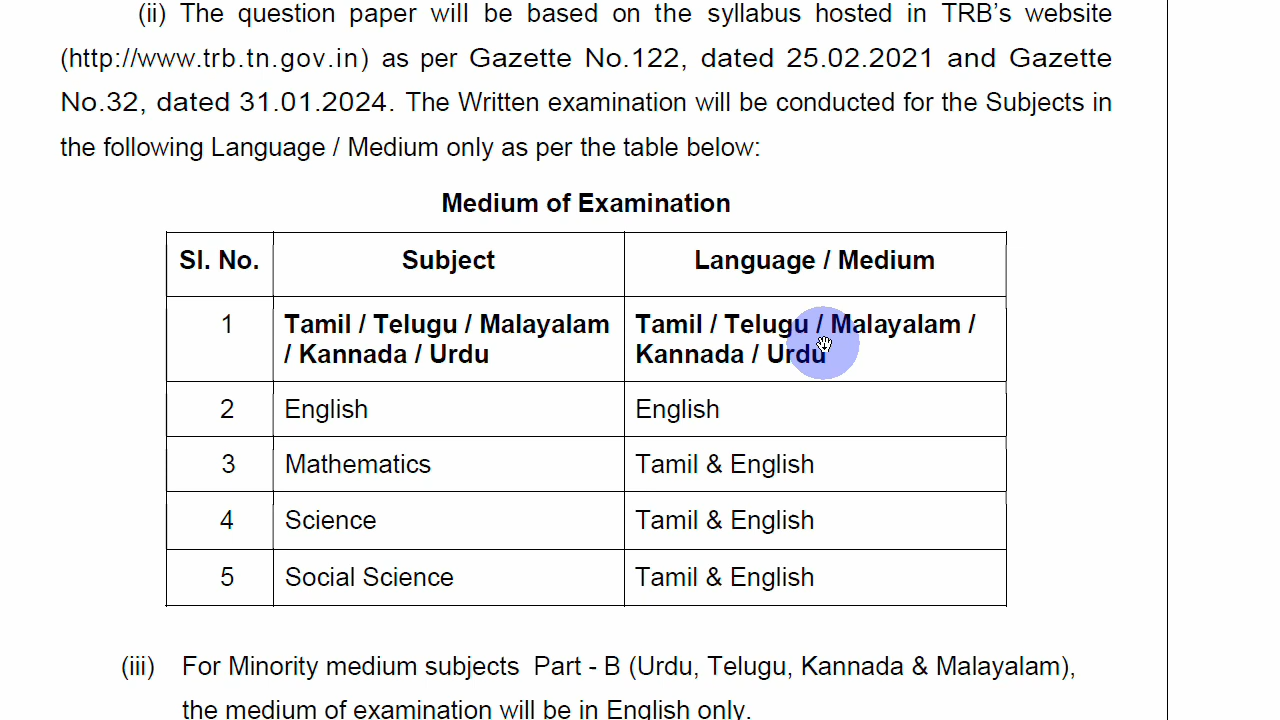 (ii) The question paper will be based on the syllabus hosted in TRB's website
(http://www.trb.tn.gov.in) as per Gazette No.122, dated 25.02.2021 and Gazette
No.32, dated 31.01.2024. The Written examination will be conducted for the Subjects in
the following Language / Medium only as per the table below:
Medium of Examination
Sl. No. Subject Language / Medium
1 Tamil / Telugu / Malayalam Tamil / Telugu / Malayalam /
/ Kannada / Urdu Kannada / Urdu
2 English English
3 Mathematics Tamil & English
4 Science Tamil & English
5 Social Science Tamil & English
(iii) For Minority medium subjects Part - B (Urdu, Telugu, Kannada & Malayalam),
the medium of examination will be in English only.